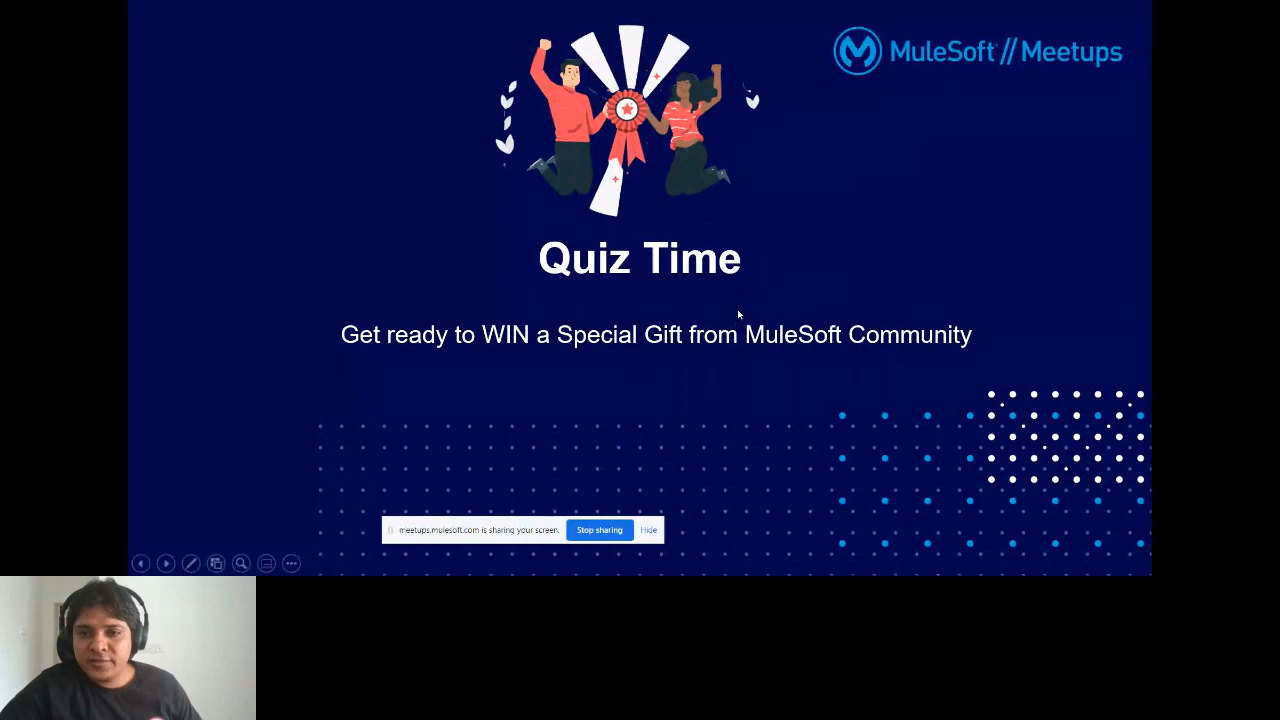 MuleSoft // Meetups
Quiz Time
Get ready to WIN a Special Gift from MuleSoft Community
meetups.mulesoft.com is sharing your screen.
Stop sharing
Hide